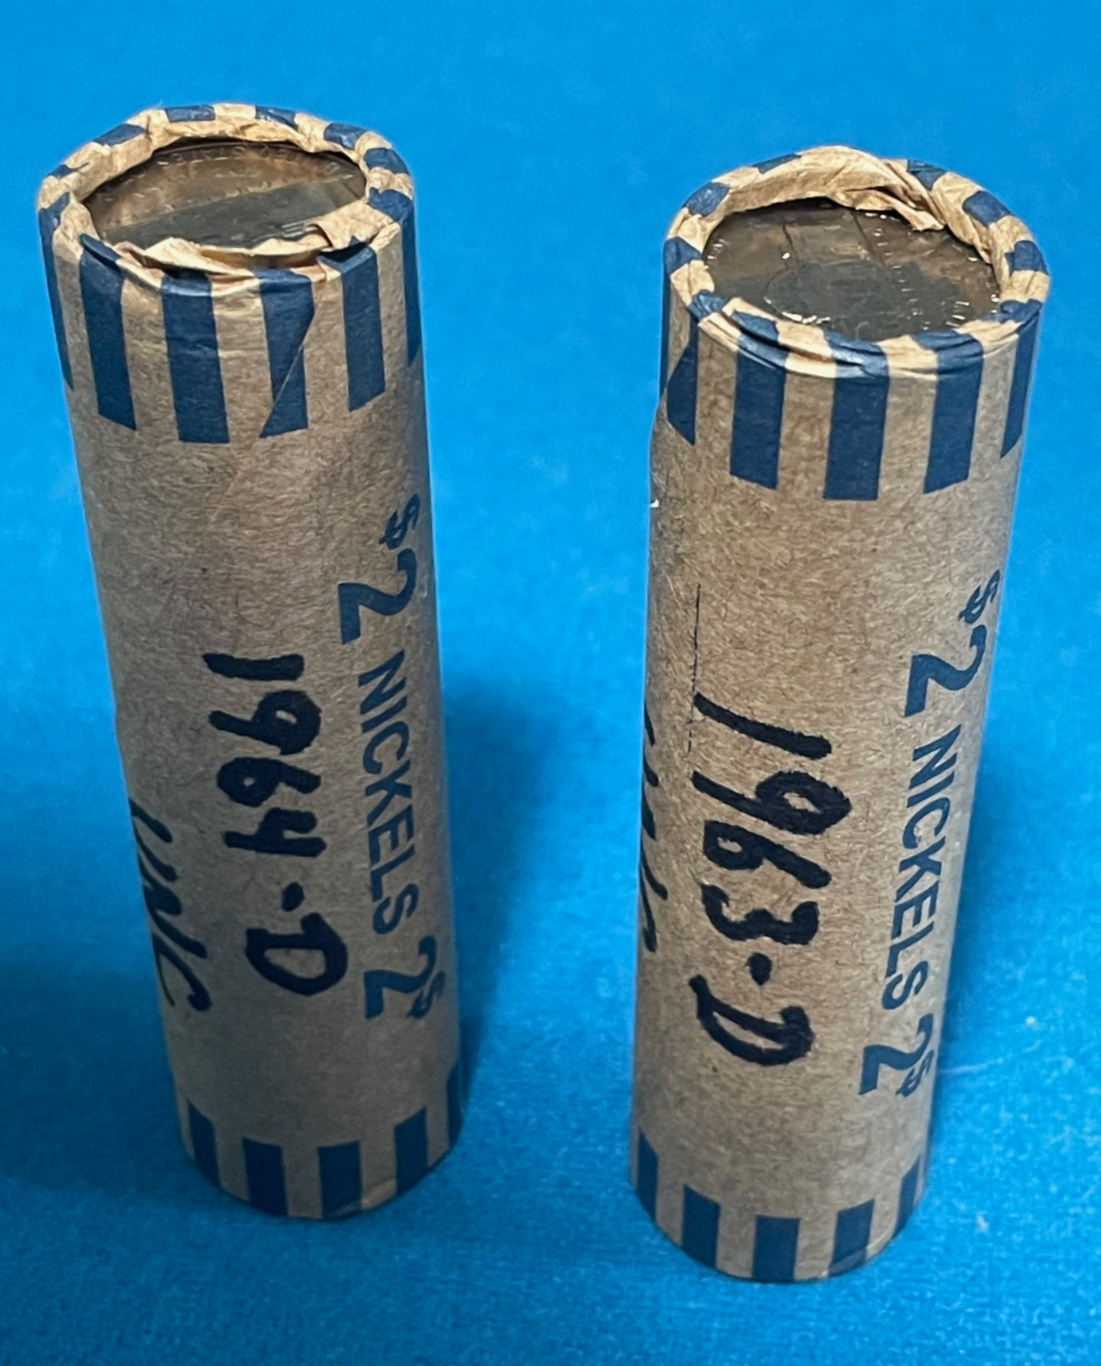 $2 NICKELS 2$
1964-D
UNC
$2 NICKELS 2$
1963-D